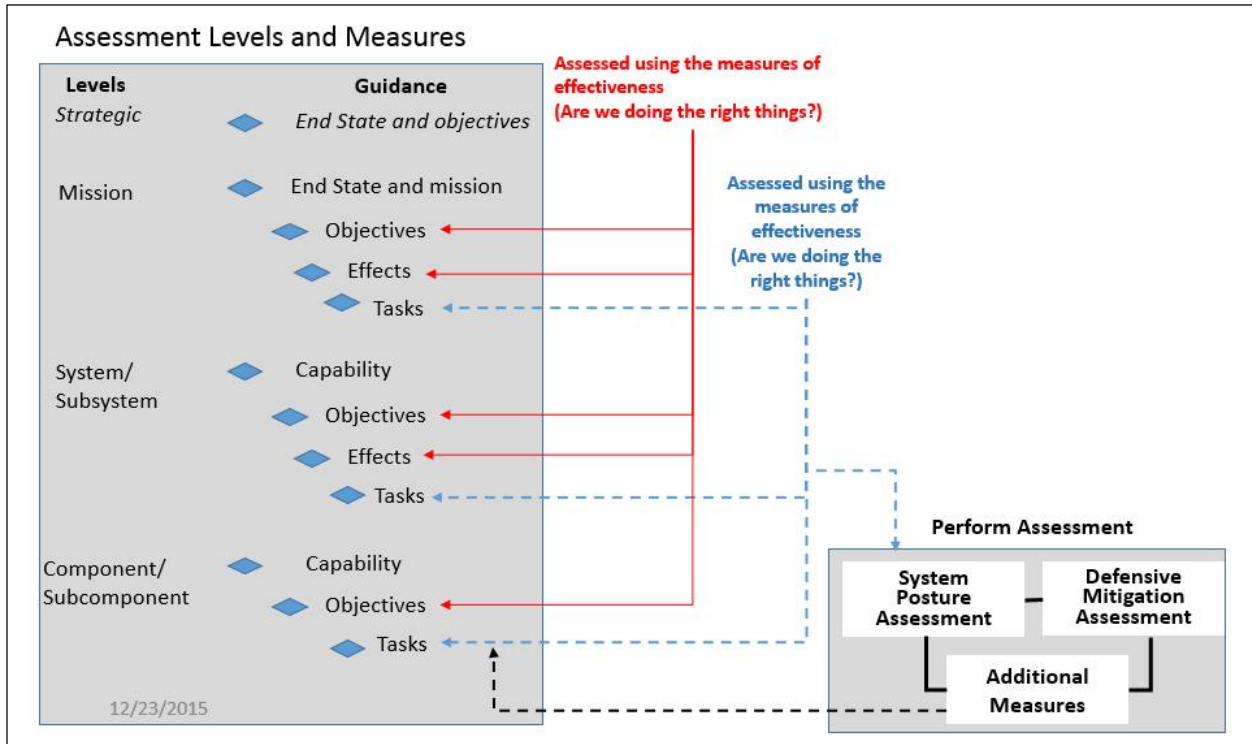 Assessment Levels and Measures
Levels
Guidance
Strategic
End State and objectives
Mission
End State and mission
Objectives
Effects
Tasks
System/
Subsystem
Capability
Objectives
Effects
Tasks
Component/
Subcomponent
Capability
Objectives
Tasks
12/23/2015
Assessed using the measures of
effectiveness
(Are we doing the right things?)
Assessed using the
measures of
effectiveness
(Are we doing the
right things?)
Perform Assessment
System
Posture
Assessment
Defensive
Mitigation
Assessment
Additional
Measures